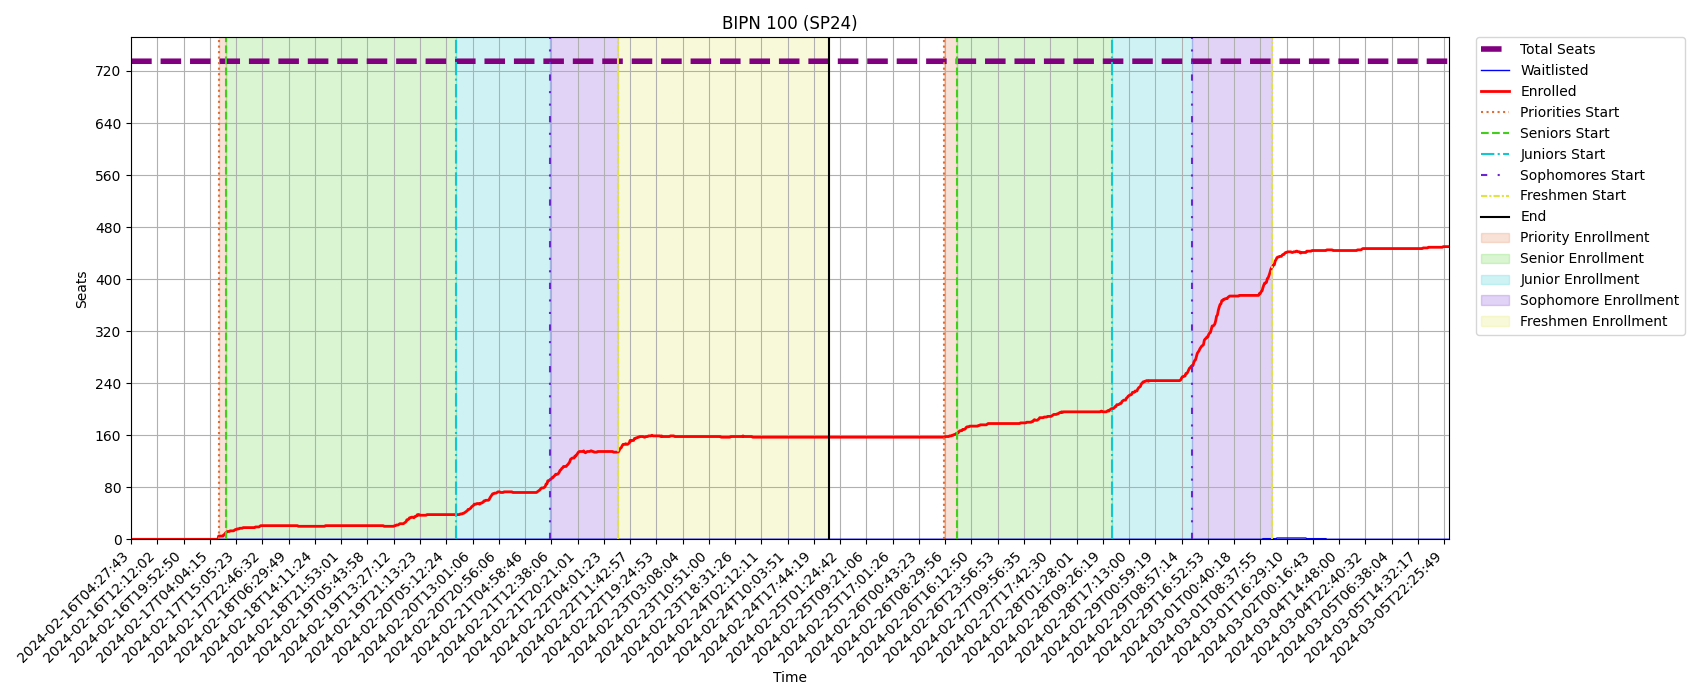 BIPN 100 (SP24)
Total Seats
Waitlisted
Enrolled
Priorities Start
Seniors Start
Juniors Start
Sophomores Start
Freshmen Start
End
Priority Enrollment
Senior Enrollment
Junior Enrollment
Sophomore Enrollment
Freshmen Enrollment
Seats
720
640
560
480
400
320
240
160
80
0
2024-02-16T04:27:43
2024-02-16T12:12:02
2024-02-16T19:52:50
2024-02-17T04:04:15
2024-02-17T15:05:23
2024-02-17T22:46:32
2024-02-18T06:29:49
2024-02-18T14:11:24
2024-02-18T21:53:01
2024-02-19T05:43:58
2024-02-19T13:27:12
2024-02-19T21:13:23
2024-02-20T05:12:24
2024-02-20T13:01:06
2024-02-20T20:56:06
2024-02-21T04:58:46
2024-02-21T12:38:06
2024-02-21T20:21:01
2024-02-22T04:01:23
2024-02-22T11:42:57
2024-02-22T19:24:53
2024-02-23T03:08:04
2024-02-23T10:51:00
2024-02-23T18:31:26
2024-02-24T02:12:11
2024-02-24T10:03:51
2024-02-24T17:44:19
2024-02-25T01:24:42
2024-02-25T09:21:06
2024-02-25T17:01:26
2024-02-26T00:43:23
2024-02-26T08:29:56
2024-02-26T16:12:50
2024-02-26T23:56:53
2024-02-27T09:56:35
2024-02-27T17:42:30
2024-02-28T01:28:01
2024-02-28T09:26:19
2024-02-28T17:13:00
2024-02-29T00:59:19
2024-02-29T08:57:14
2024-02-29T16:52:53
2024-03-01T00:40:18
2024-03-01T08:37:55
2024-03-01T16:29:10
2024-03-02T00:16:43
2024-03-04T14:48:00
2024-03-04T22:40:32
2024-03-05T06:38:04
2024-03-05T14:32:17
2024-03-05T22:25:49
Time